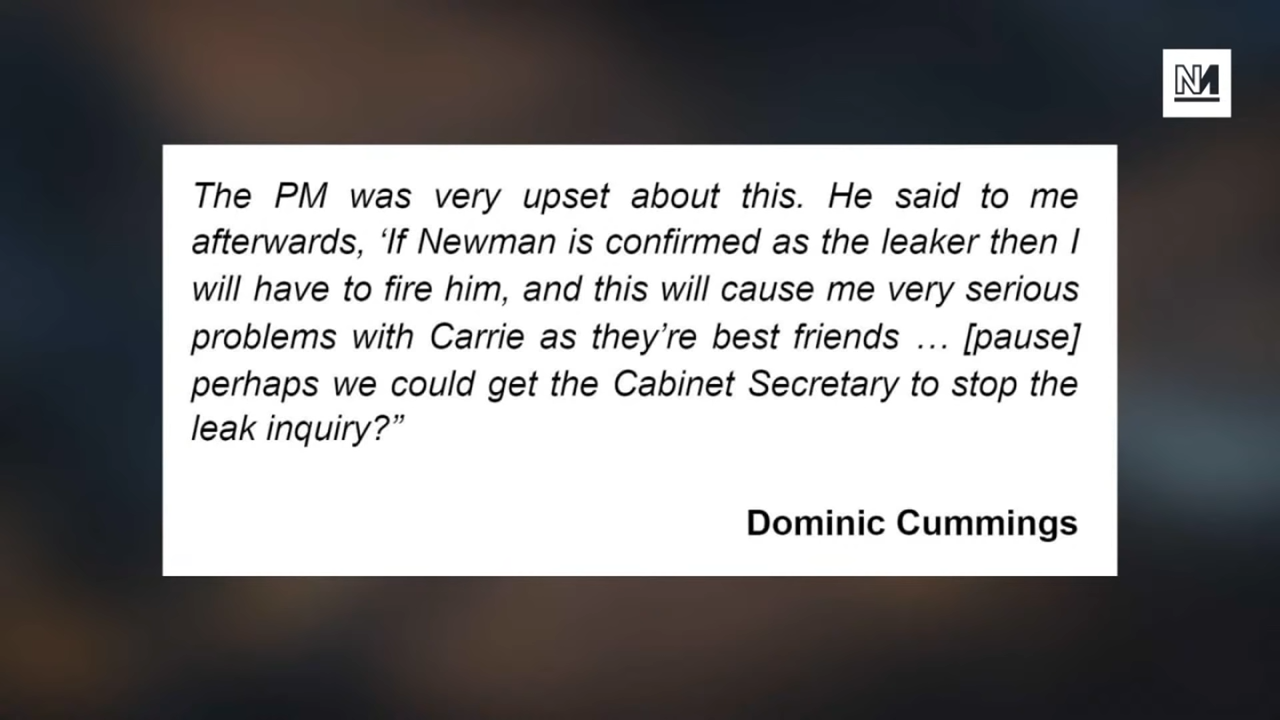 The PM was very upset about this. He said to me
afterwards, ‘If Newman is confirmed as the leaker then I
will have to fire him, and this will cause me very serious
problems with Carrie as they’re best friends … [pause]
perhaps we could get the Cabinet Secretary to stop the
leak inquiry?”
Dominic Cummings